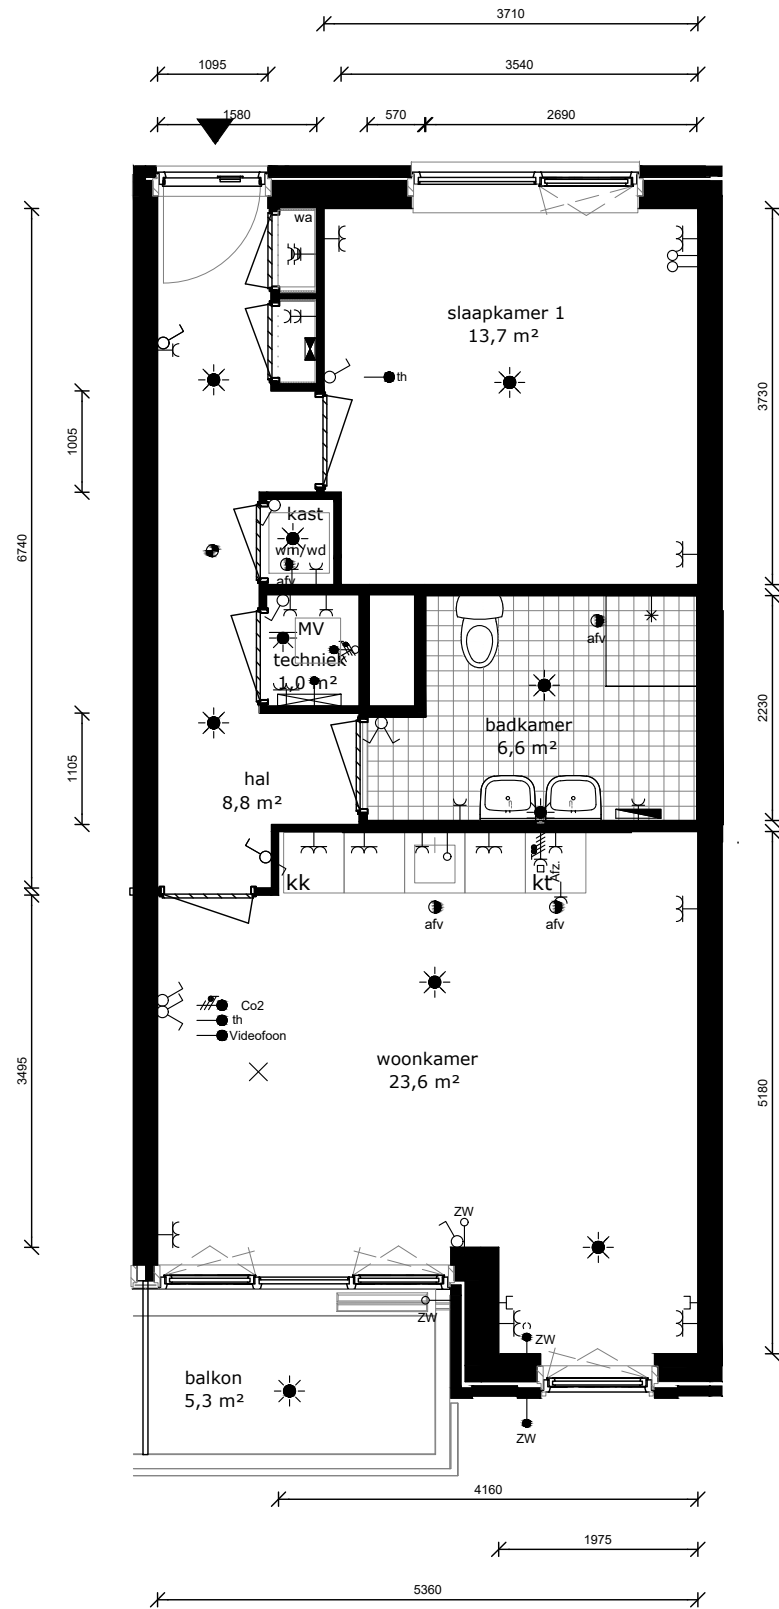 3710
1095
3540
1580
570
2690
wa
slaapkamer 1
13,7 m²
th
3730
1005
6740
kast
wm/wd
afv
MV
techniek
1,0 m²
afv
2230
badkamer
6,6 m²
1105
hal
8,8 m²
kk
kt
Afz.
afv
afv
Co2
th
Videofoon
woonkamer
23,6 m²
3495
5180
ZW
ZW
ZW
balkon
5,3 m²
ZW
4160
1975
5360